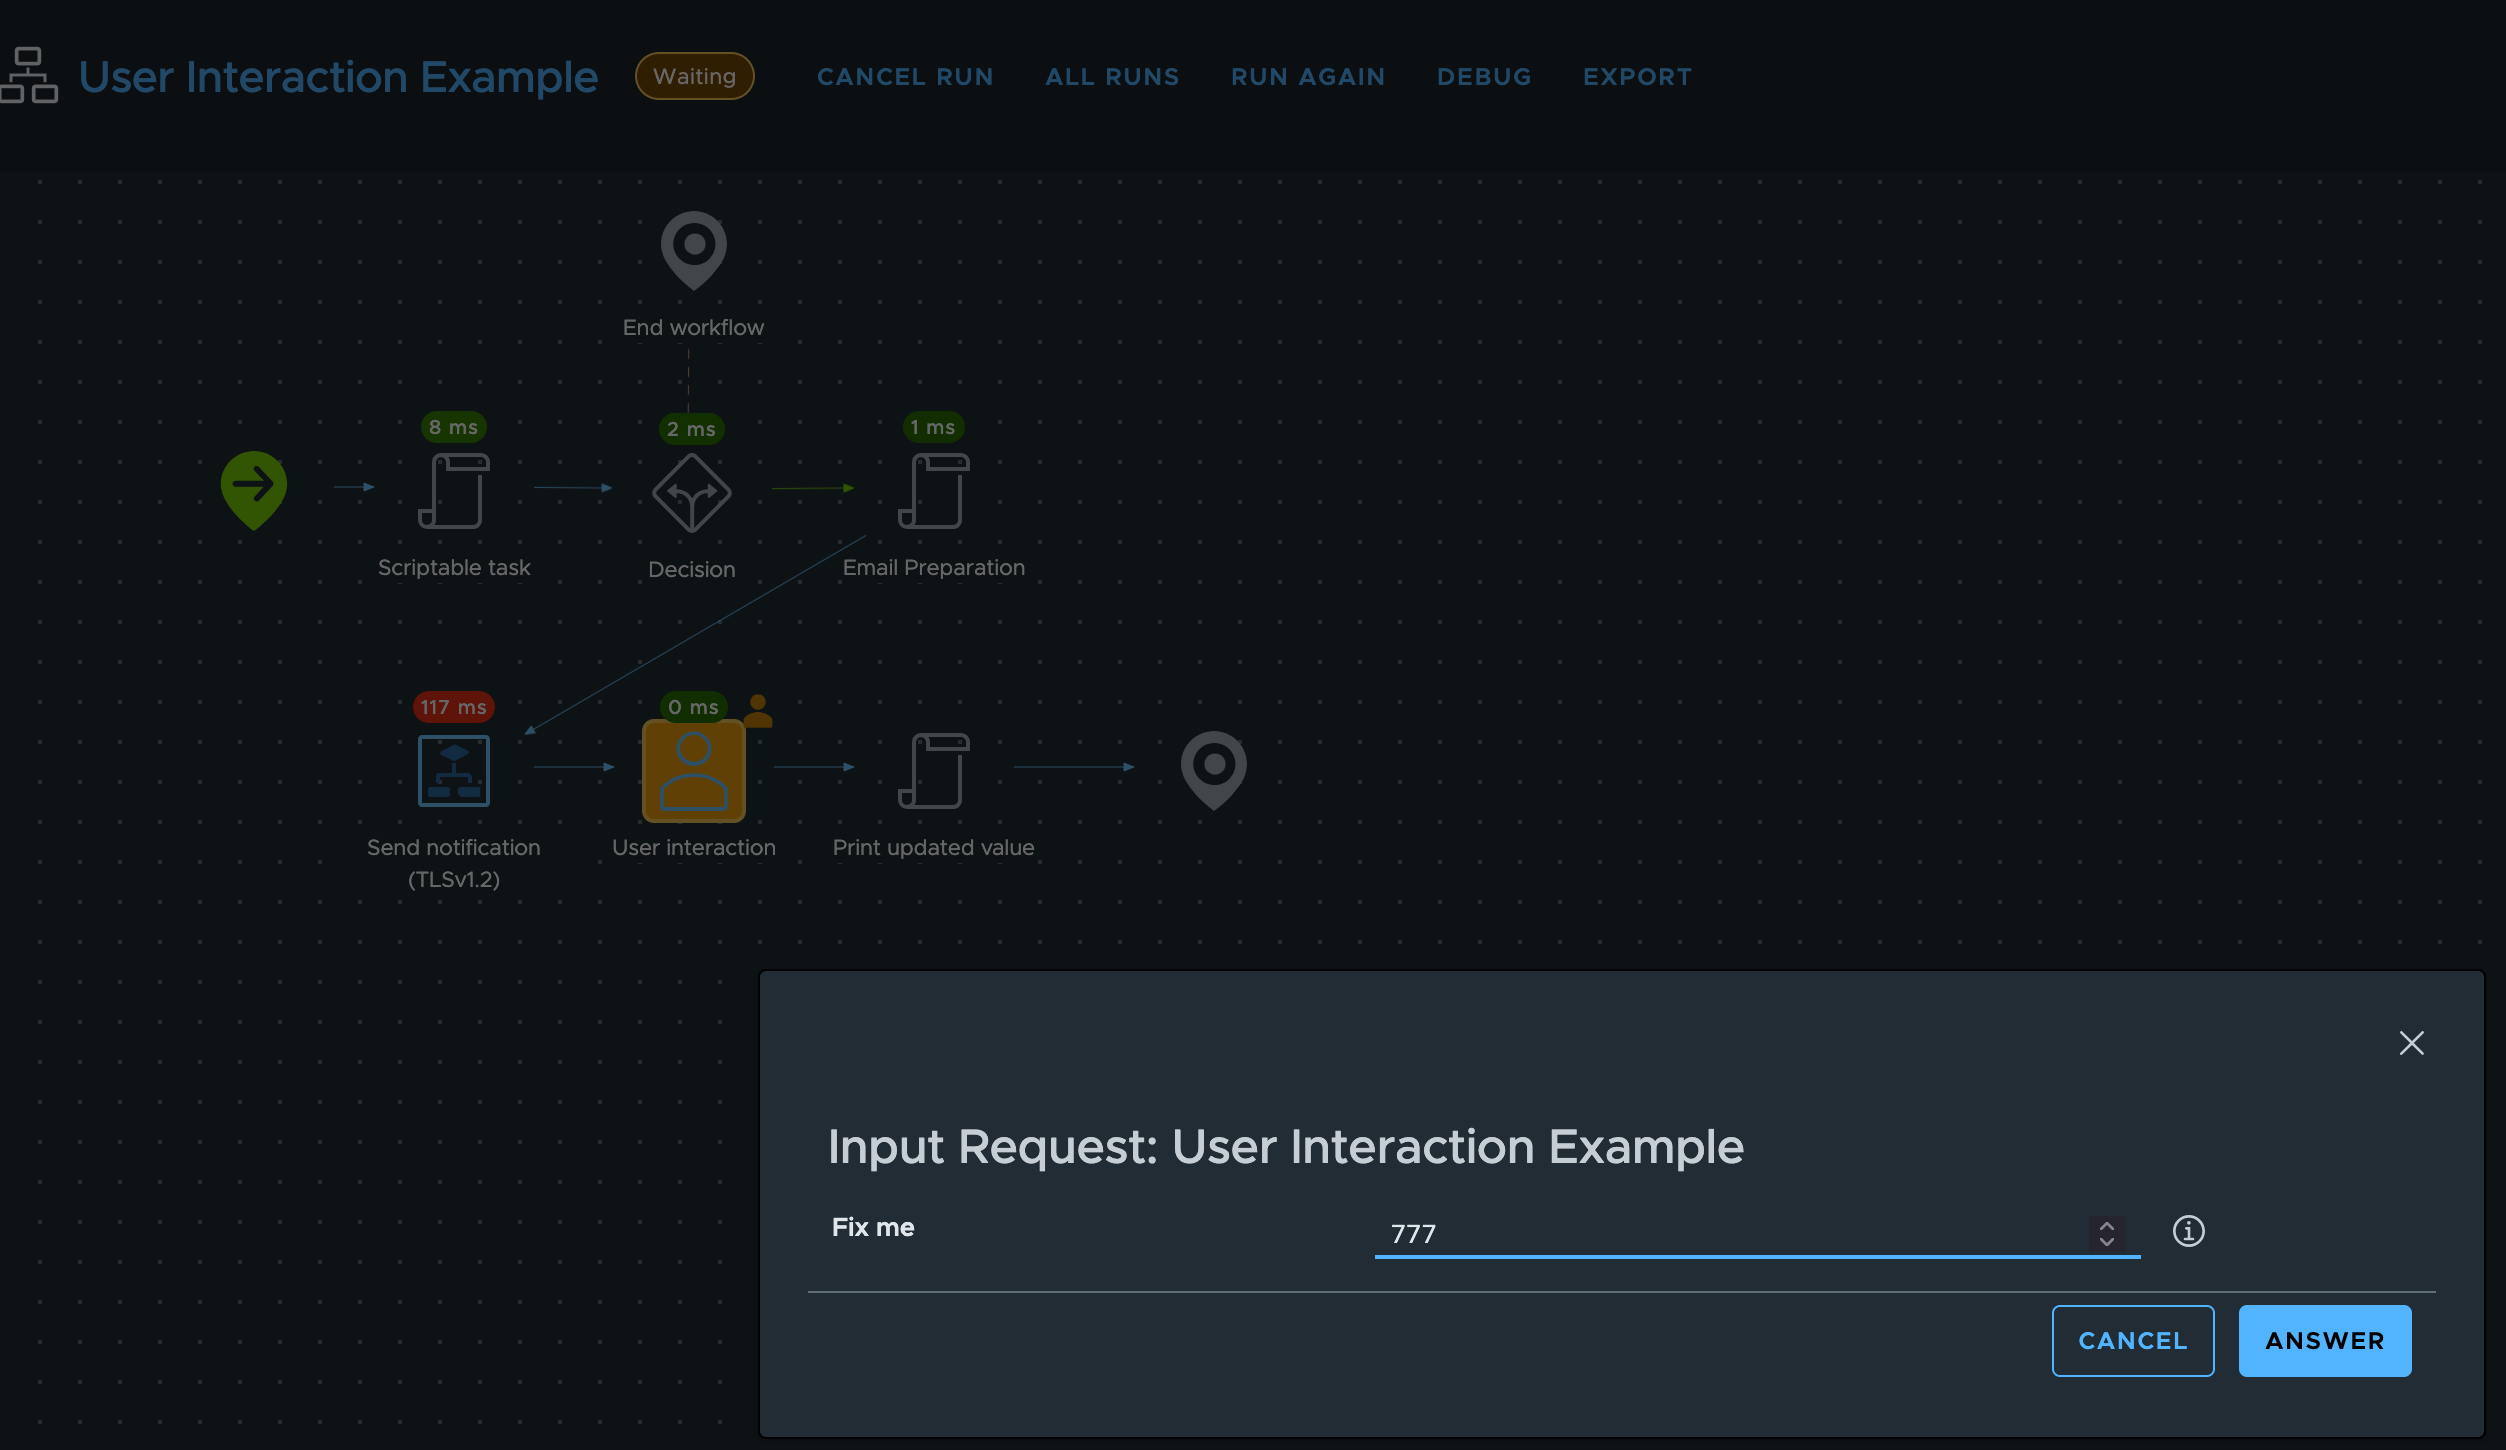 User Interaction Example
Waiting
CANCEL RUN
ALL RUNS
RUN AGAIN
DEBUG
EXPORT
End workflow
8 ms
2 ms
1 ms
Scriptable task
Decision
Email Preparation
117 ms
0 ms
Send notification
(TLSv1.2)
User interaction
Print updated value
Input Request: User Interaction Example
Fix me
777
CANCEL
ANSWER